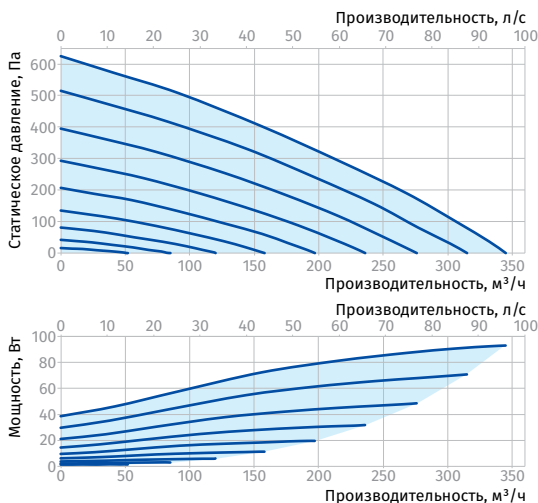 Производительность, л/с
0 10 20 30 40 50 60 70 80 90 100
Статическое давление, Па
600
500
400
300
200
100
0
0 50 100 150 200 250 300 350
Производительность, м³/ч
Производительность, л/с
0 10 20 30 40 50 60 70 80 90 100
Мощность, Вт
100
80
60
40
20
0
0 50 100 150 200 250 300 350
Производительность, м³/ч